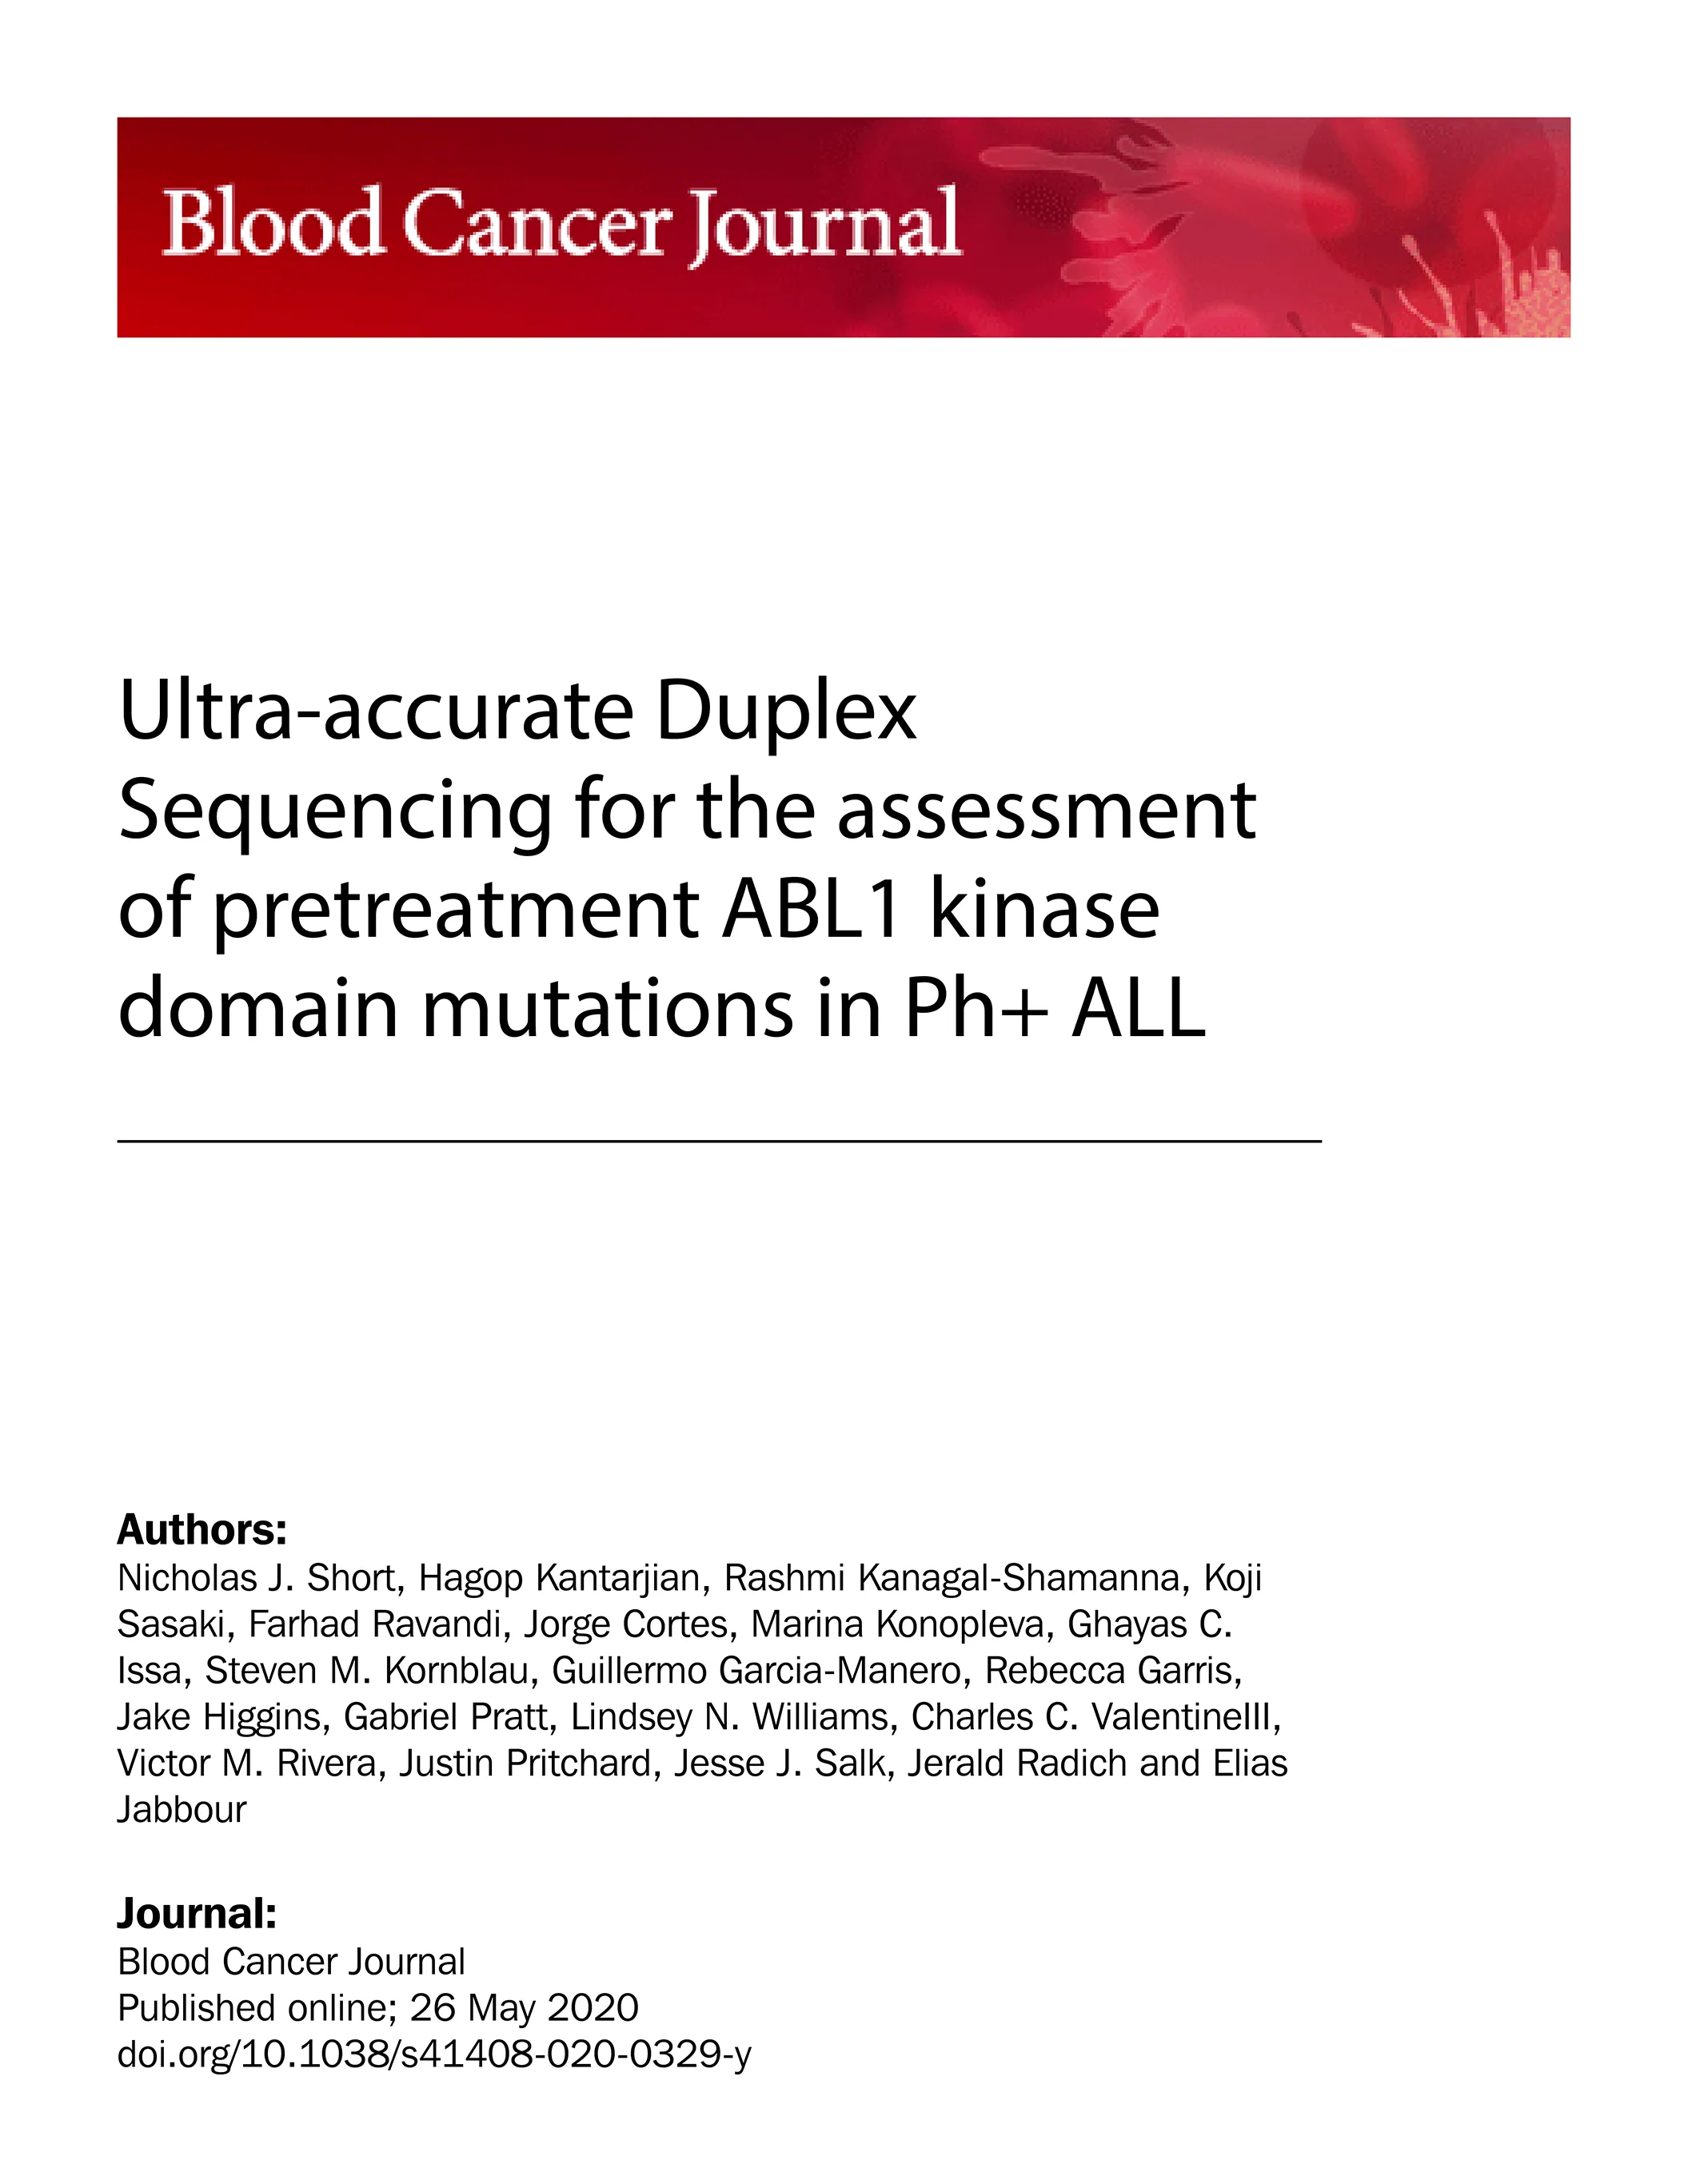 Blood Cancer Journal
Ultra-accurate Duplex
Sequencing for the assessment
of pretreatment ABL1 kinase
domain mutations in Ph+ ALL
Authors:
Nicholas J. Short, Hagop Kantarjian, Rashmi Kanagal-Shamanna, Koji
Sasaki, Farhad Ravandi, Jorge Cortes, Marina Konopleva, Ghayas C.
Issa, Steven M. Kornblau, Guillermo Garcia-Manero, Rebecca Garris,
Jake Higgins, Gabriel Pratt, Lindsey N. Williams, Charles C. ValentineIII,
Victor M. Rivera, Justin Pritchard, Jesse J. Salk, Jerald Radich and Elias
Jabbour
Journal:
Blood Cancer Journal
Published online; 26 May 2020
doi.org/10.1038/s41408-020-0329-y